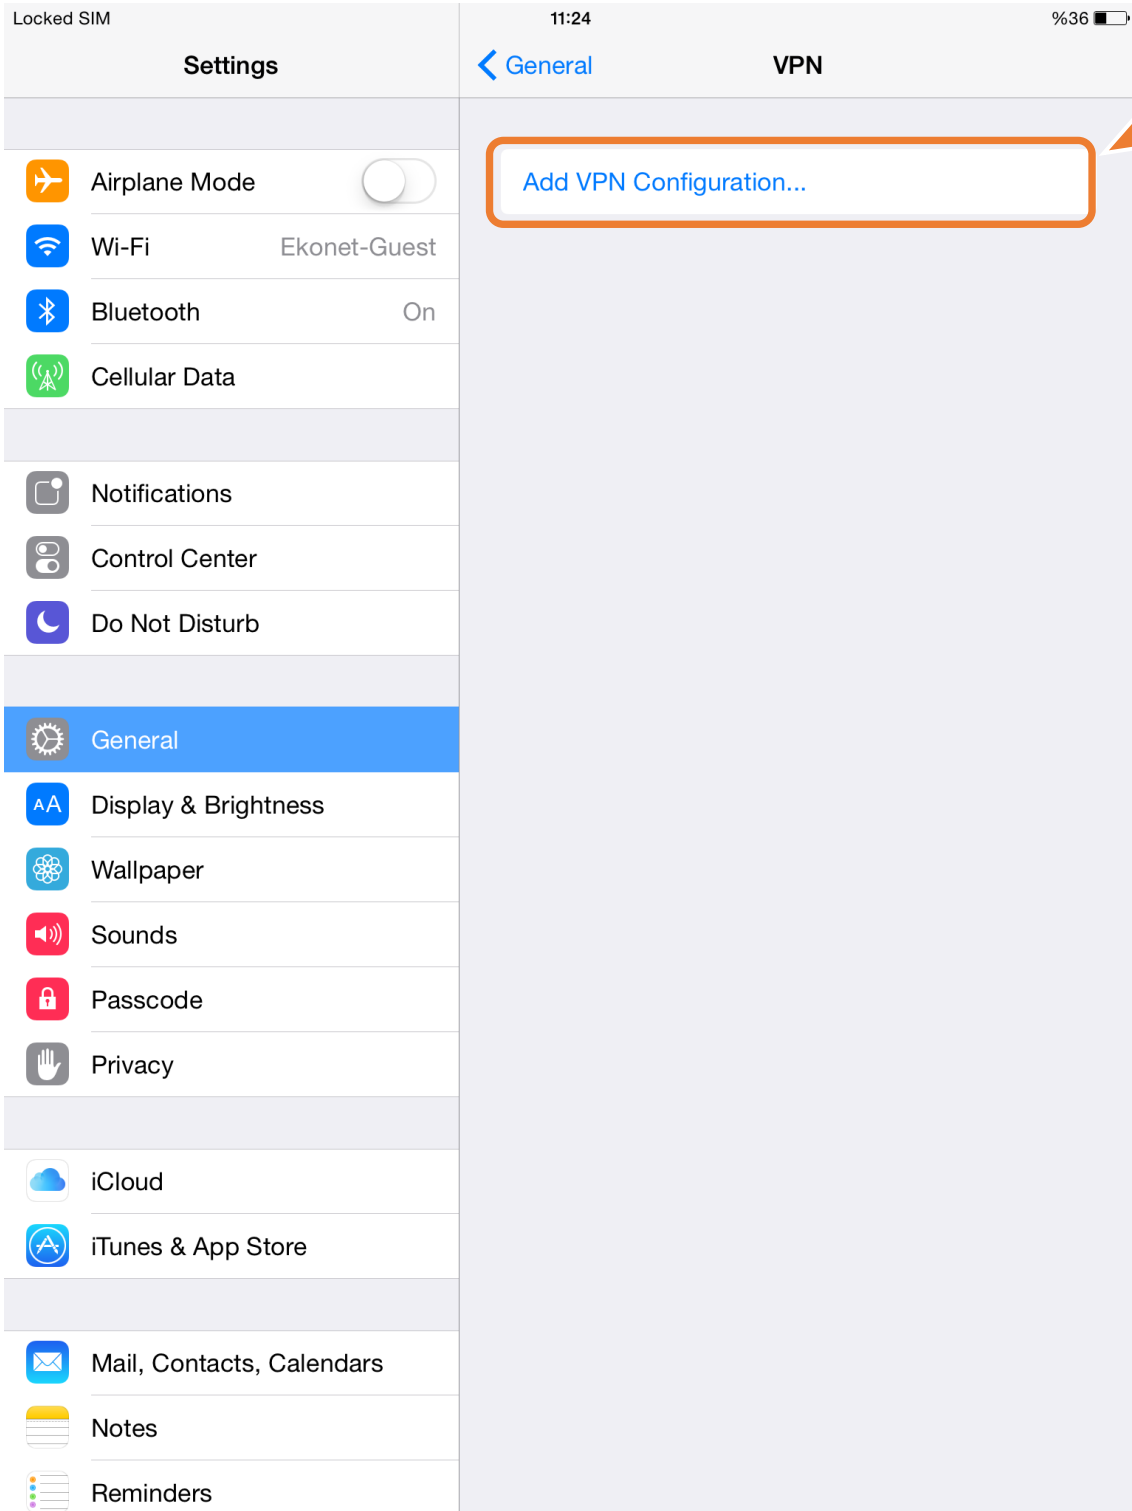 Locked SIM 11:24 %36
Settings
General VPN
Add VPN Configuration...
Airplane Mode
Wi-Fi Ekonet-Guest
Bluetooth On
Cellular Data
Notifications
Control Center
Do Not Disturb
General
AA Display & Brightness
Wallpaper
Sounds
Passcode
Privacy
iCloud
iTunes & App Store
Mail, Contacts, Calendars
Notes
Reminders